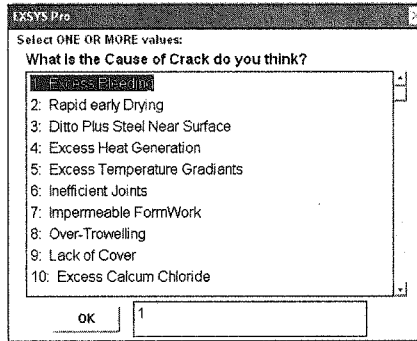 EXSYS Pro
Select ONE OR MORE values:
What is the Cause of Crack do you think?
1: Excess Bleeding
2: Rapid early Drying
3: Ditto Plus Steel Near Surface
4: Excess Heat Generation
5: Excess Temperature Gradiants
6: Inefficient Joints
7: Impermeable FormWork
8: Over-Trowelling
9: Lack of Cover
10: Excess Calcum Chloride
OK
1